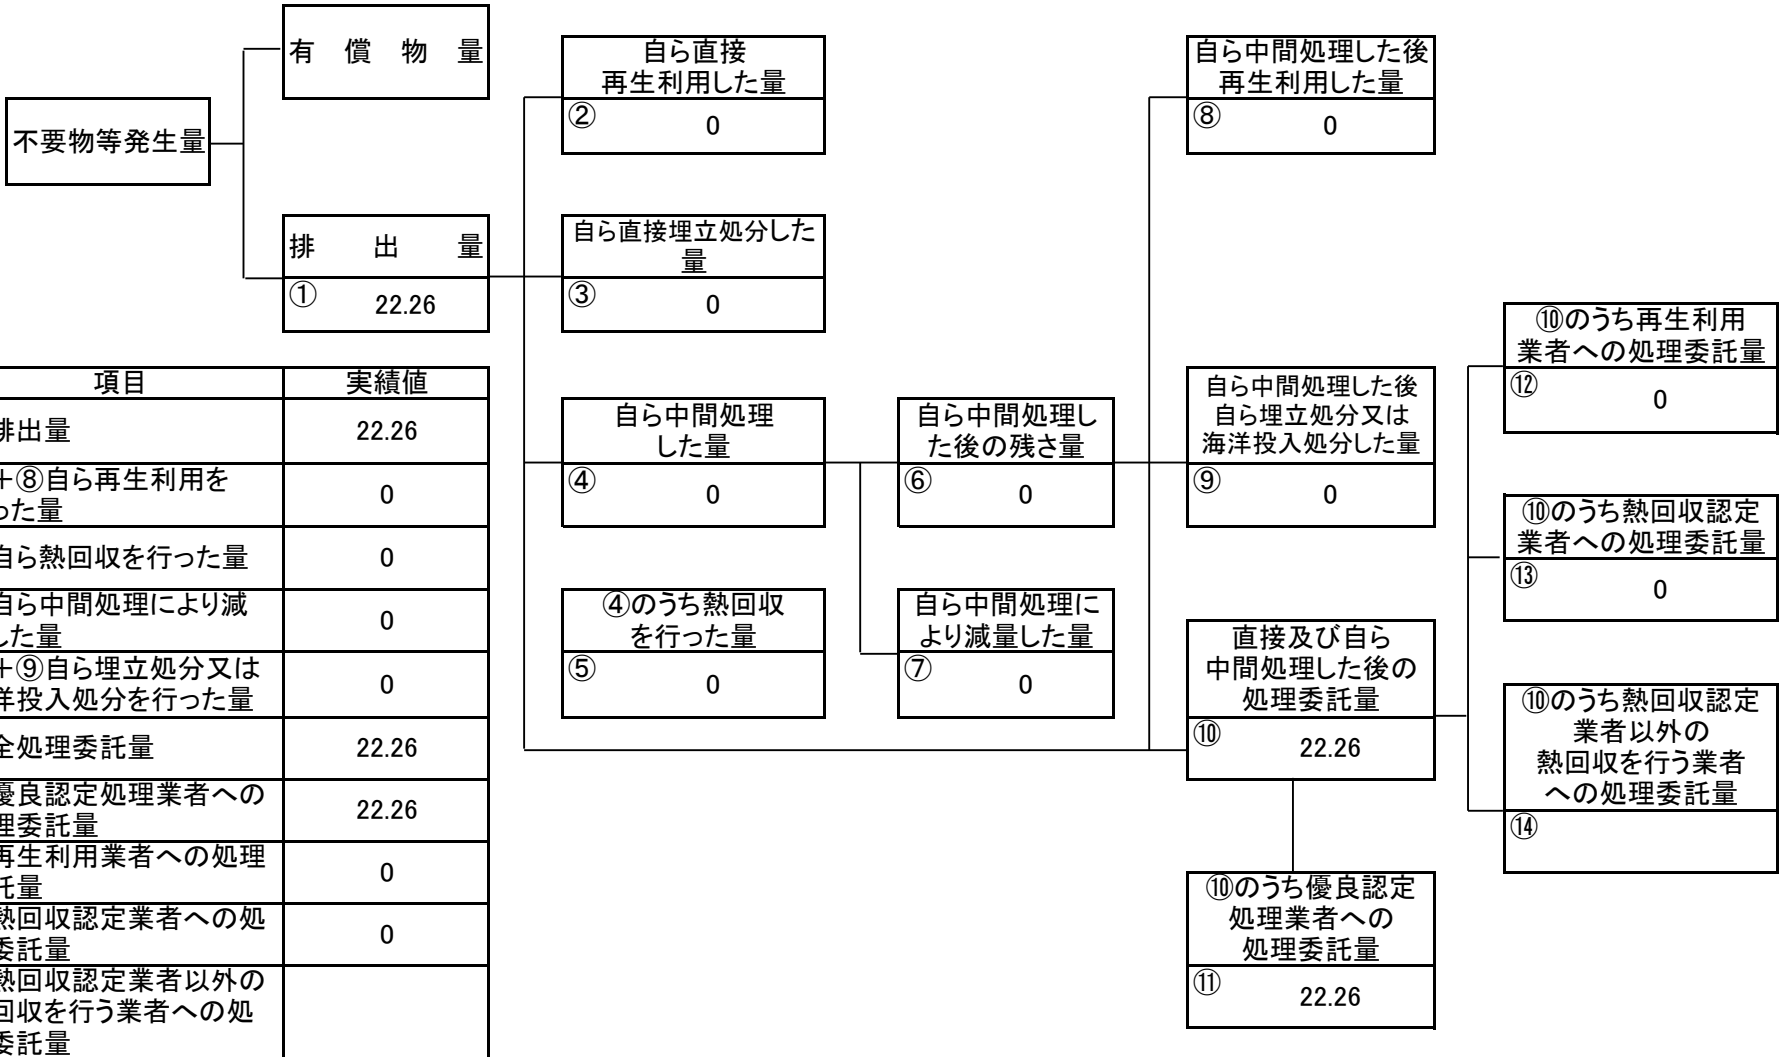 有償物量
不要物等発生量
排出量
① 22.26
自ら直接
再生利用した量
② 0
自ら直接埋立処分した
量
③ 0
自ら中間処理
した量
④ 0
④のうち熱回収
を行った量
⑤ 0
自ら中間処理し
た後の残さ量
⑥ 0
自ら中間処理に
より減量した量
⑦ 0
自ら中間処理した後
再生利用した量
⑧ 0
自ら中間処理した後
自ら埋立処分又は
海洋投入処分した量
⑨ 0
直接及び自ら
中間処理した後の
処理委託量
⑩ 22.26
⑩のうち優良認定
処理業者への
処理委託量
⑪ 22.26
⑩のうち再生利用
業者への処理委託量
⑫ 0
⑩のうち熱回収認定
業者への処理委託量
⑬ 0
⑩のうち熱回収認定
業者以外の
熱回収を行う業者
への処理委託量
⑭
項目 実績値
排出量 22.26
+⑧自ら再生利用を
った量 0
自ら熱回収を行った量 0
自ら中間処理により減
した量 0
+⑨自ら埋立処分又は
洋投入処分を行った量 0
全処理委託量 22.26
優良認定処理業者への
理委託量 22.26
再生利用業者への処理
託量 0
熱回収認定業者への処
委託量 0
熱回収認定業者以外の
回収を行う業者への処
委託量